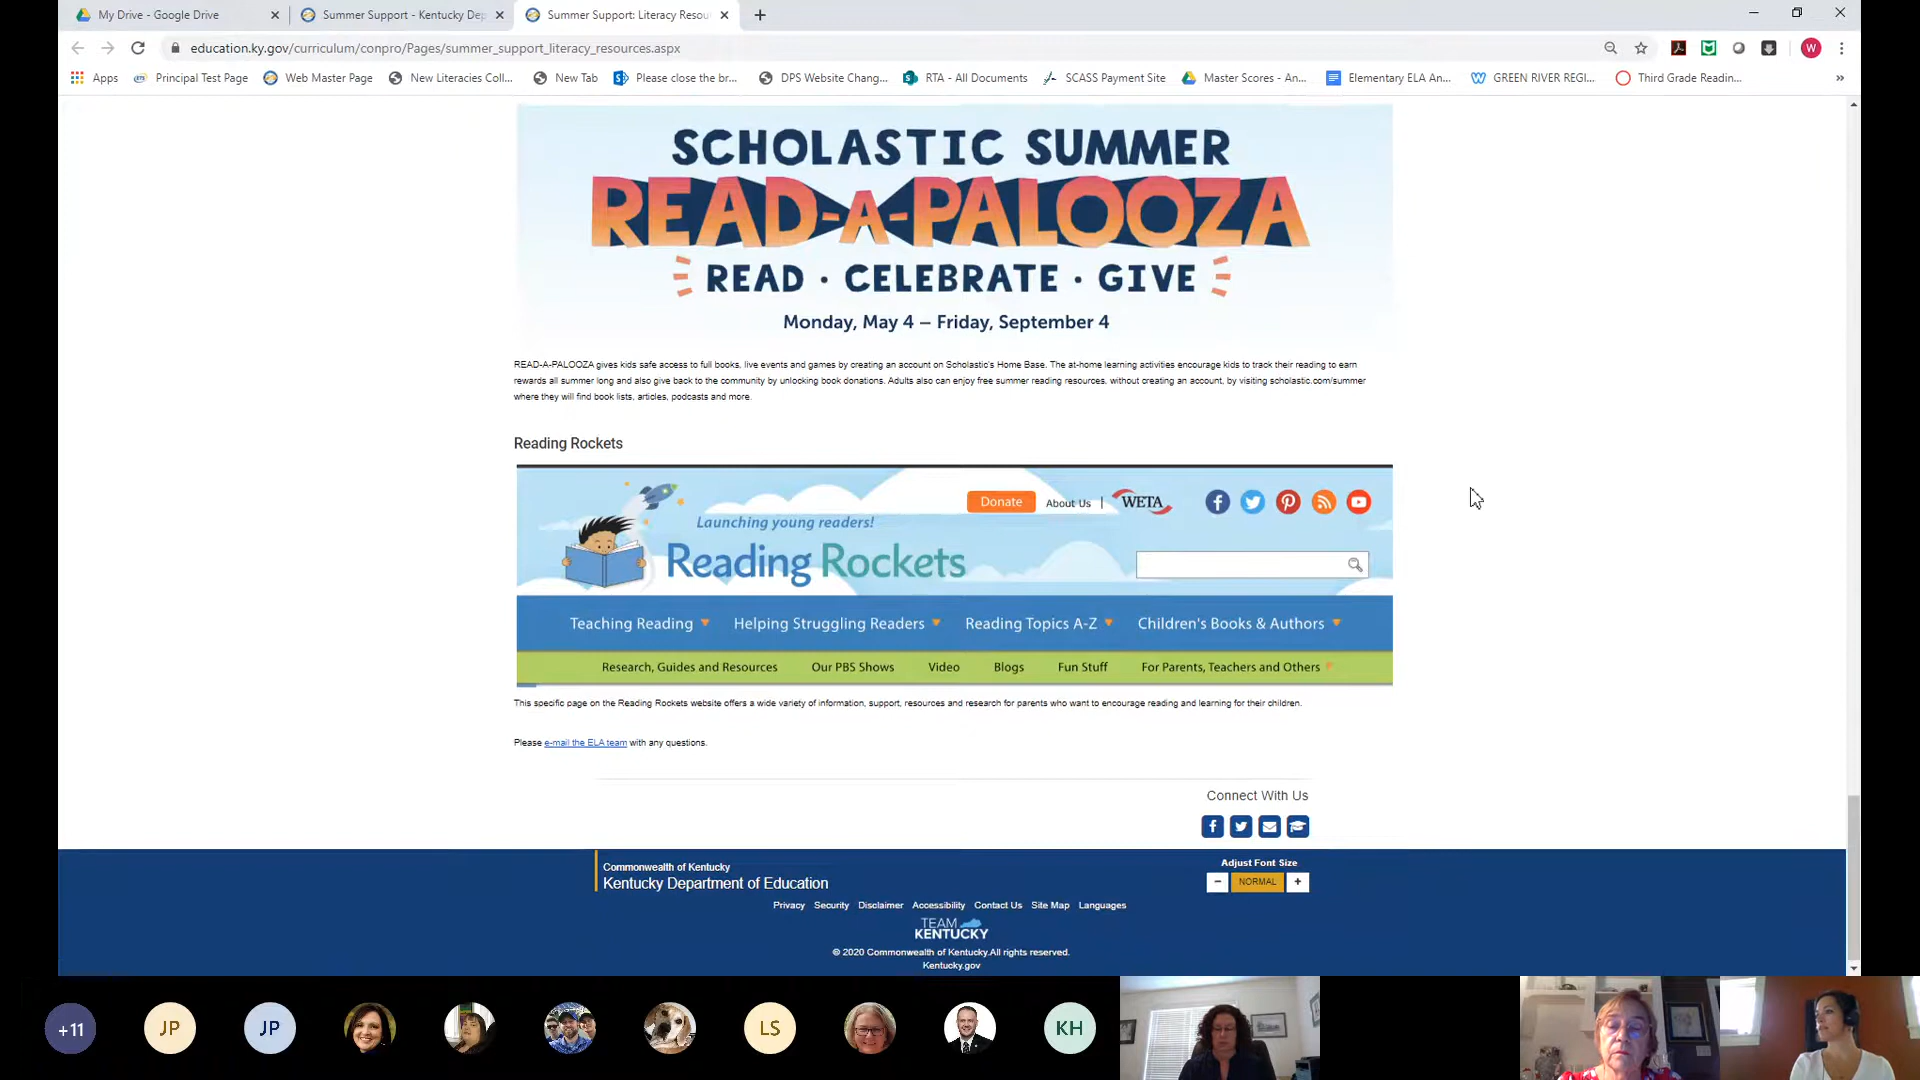 My Drive - Google Drive
Summer Support - Kentucky Dep
Summer Support: Literacy Resou
education.ky.gov/curriculum/conpro/Pages/summer_support_literacy_resources.aspx
W
Apps
Principal Test Page
Web Master Page
New Literacies Coll...
New Tab
Please close the br...
DPS Website Chang...
RTA - All Documents
SCASS Payment Site
Master Scores - An...
Elementary ELA An...
GREEN RIVER REGI...
Third Grade Readin...
SCHOLASTIC SUMMER
READ-A-PALOOZA
READ · CELEBRATE · GIVE
Monday, May 4 – Friday, September 4
READ-A-PALOOZA gives kids safe access to full books, live events and games by creating an account on Scholastic's Home Base. The at-home learning activities encourage kids to track their reading to earn
rewards all summer long and also give back to the community by unlocking book donations. Adults also can enjoy free summer reading resources, without creating an account, by visiting scholastic.com/summer
where they will find book lists, articles, podcasts and more.
Reading Rockets
Donate About Us | WETA
Launching young readers!
Reading Rockets
Teaching Reading Helping Struggling Readers Reading Topics A-Z Children's Books & Authors
Research, Guides and Resources Our PBS Shows Video Blogs Fun Stuff For Parents, Teachers and Others
This specific page on the Reading Rockets website offers a wide variety of information, support, resources and research for parents who want to encourage reading and learning for their children.
Please e-mail the ELA team with any questions.
Connect With Us
Commonwealth of Kentucky
Kentucky Department of Education
Adjust Font Size
− NORMAL +
Privacy Security Disclaimer Accessibility Contact Us Site Map Languages
TEAM
KENTUCKY
© 2020 Commonwealth of Kentucky.All rights reserved.
Kentucky.gov
+11
JP
JP
LS
KH